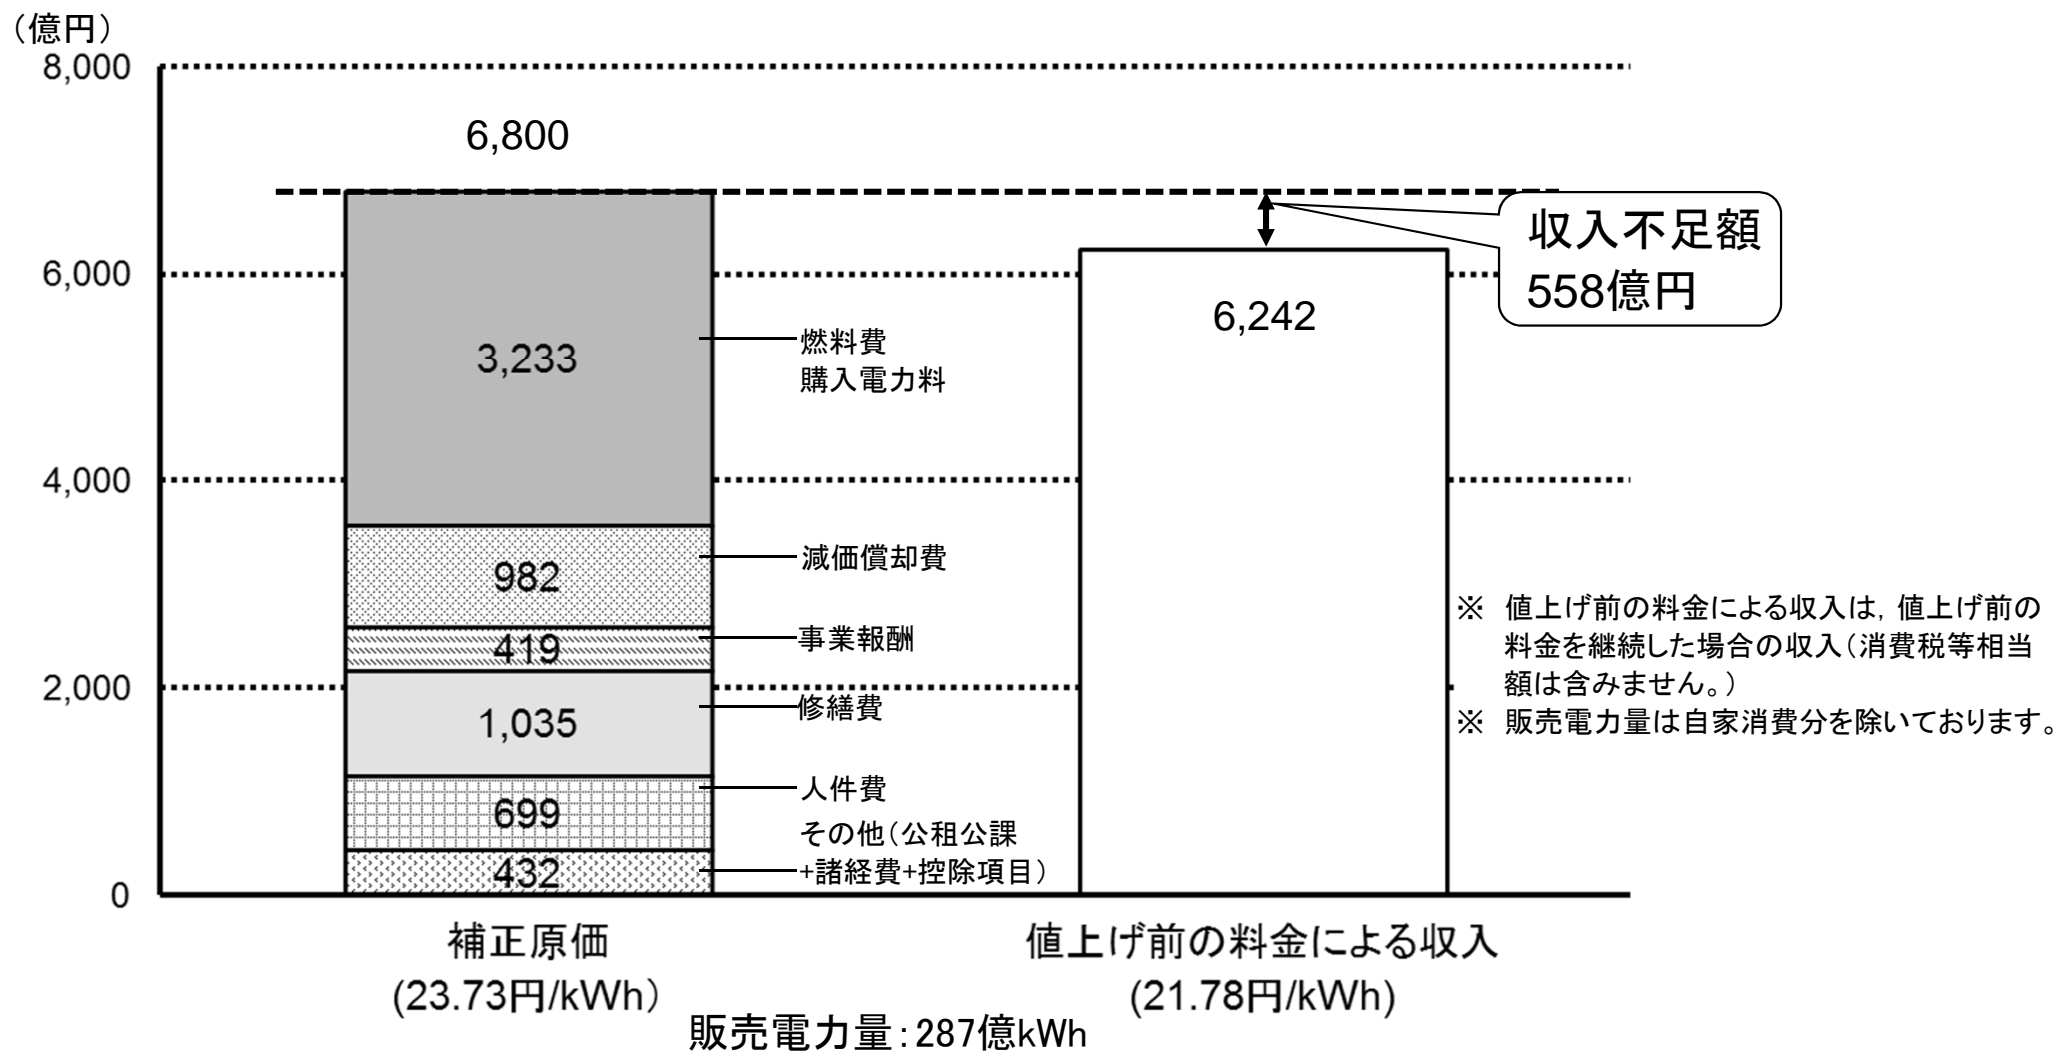 （億円）
8,000
6,800
6,000
4,000
2,000
0
3,233
982
419
1,035
699
432
燃料費
購入電力料
減価償却費
事業報酬
修繕費
人件費
その他（公租公課
+諸経費+控除項目）
6,242
収入不足額
558億円
※　値上げ前の料金による収入は，値上げ前の
料金を継続した場合の収入（消費税等相当
額は含みません。）
※　販売電力量は自家消費分を除いております。
補正原価
(23.73円/kWh）
値上げ前の料金による収入
(21.78円/kWh)
販売電力量：287億kWh